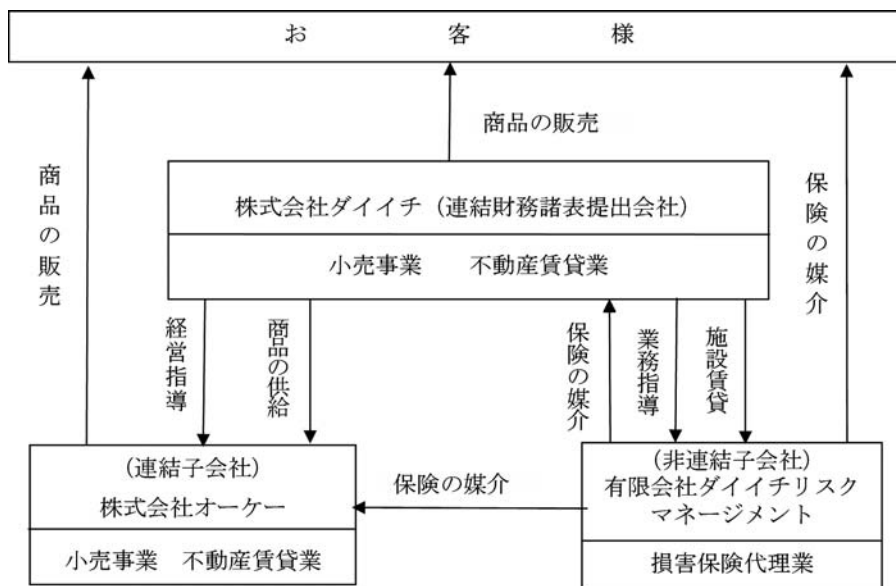 お客様
商品の販売
商品の販売
保険の媒介
株式会社ダイイチ（連結財務諸表提出会社）
小売事業　不動産賃貸業
経営指導
商品の供給
保険の媒介
業務指導
施設賃貸
(連結子会社)
株式会社オーケー
小売事業　不動産賃貸業
保険の媒介
(非連結子会社)
有限会社ダイイチリスク
マネージメント
損害保険代理業